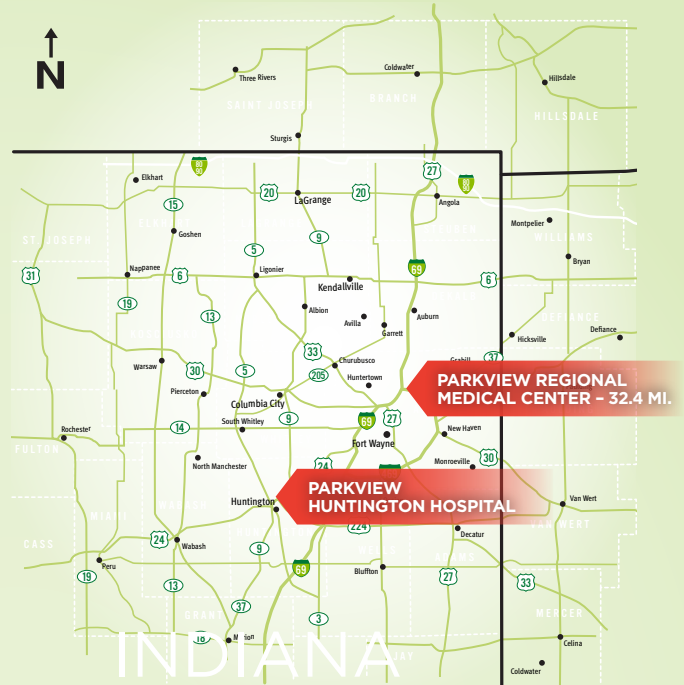 N
Three Rivers
Coldwater
Hillsdale
SAINT JOSEPH
BRANCH
HILLSDALE
Sturgis
80
90
27
80
90
Elkhart
20
LaGrange
20
Angola
15
Montpelier
Goshen
ST. JOSEPH
5
9
WILLIAMS
Bryan
31
Nappanee
6
Ligonier
69
6
Kendallville
19
13
Albion
Avilla
Auburn
Garrett
DEFIANCE
Defiance
Hicksville
33
Warsaw
30
5
Churubusco
205
Huntertown
37
PARKVIEW REGIONAL
MEDICAL CENTER – 32.4 MI.
Pierceton
Columbia City
9
69
27
14
South Whitley
Fort Wayne
New Haven
Rochester
FULTON
North Manchester
24
Monroeville
30
PARKVIEW
HUNTINGTON HOSPITAL
Huntington
Van Wert
MIAMI
224
VAN WERT
CASS
24
Wabash
9
Decatur
ADAMS
Peru
19
13
69
Bluffton
27
33
37
GRANT
3
MERCER
18
Marion
Celina
JAY
INDIANA
Coldwater